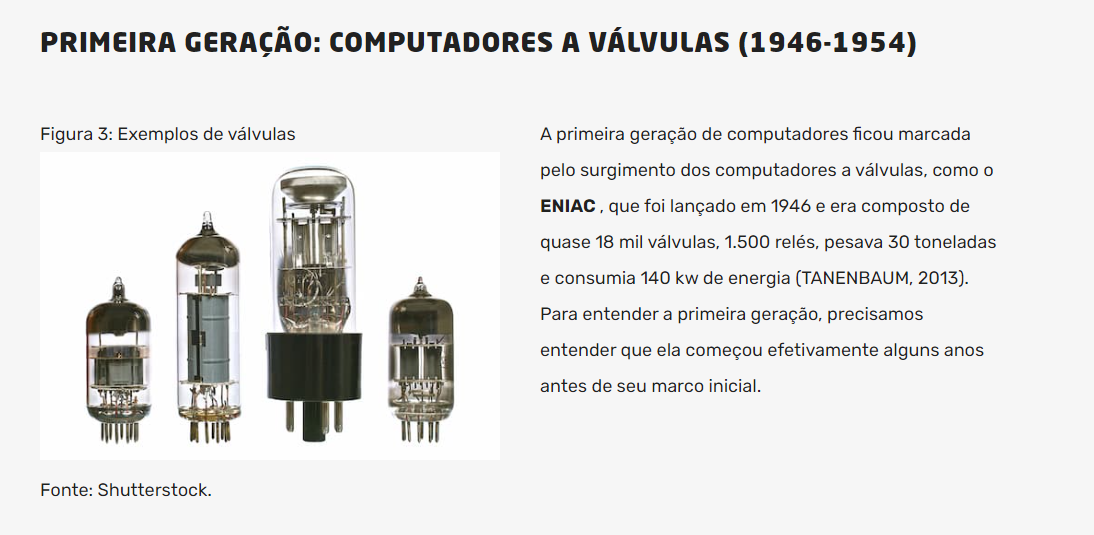 PRIMEIRA GERAÇÃO: COMPUTADORES A VÁLVULAS (1946-1954)
Figura 3: Exemplos de válvulas
Fonte: Shutterstock.
A primeira geração de computadores ficou marcada
pelo surgimento dos computadores a válvulas, como o
ENIAC , que foi lançado em 1946 e era composto de
quase 18 mil válvulas, 1.500 relés, pesava 30 toneladas
e consumia 140 kw de energia (TANENBAUM, 2013).
Para entender a primeira geração, precisamos
entender que ela começou efetivamente alguns anos
antes de seu marco inicial.